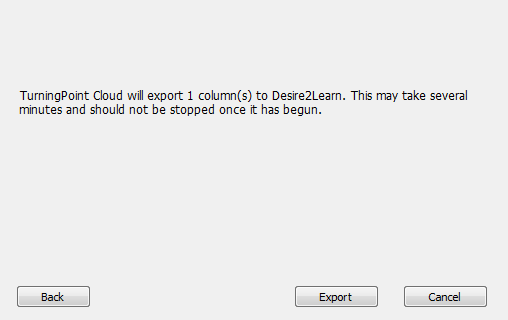 TurningPoint Cloud will export 1 column(s) to Desire2Learn. This may take several
minutes and should not be stopped once it has begun.
Back
Export
Cancel